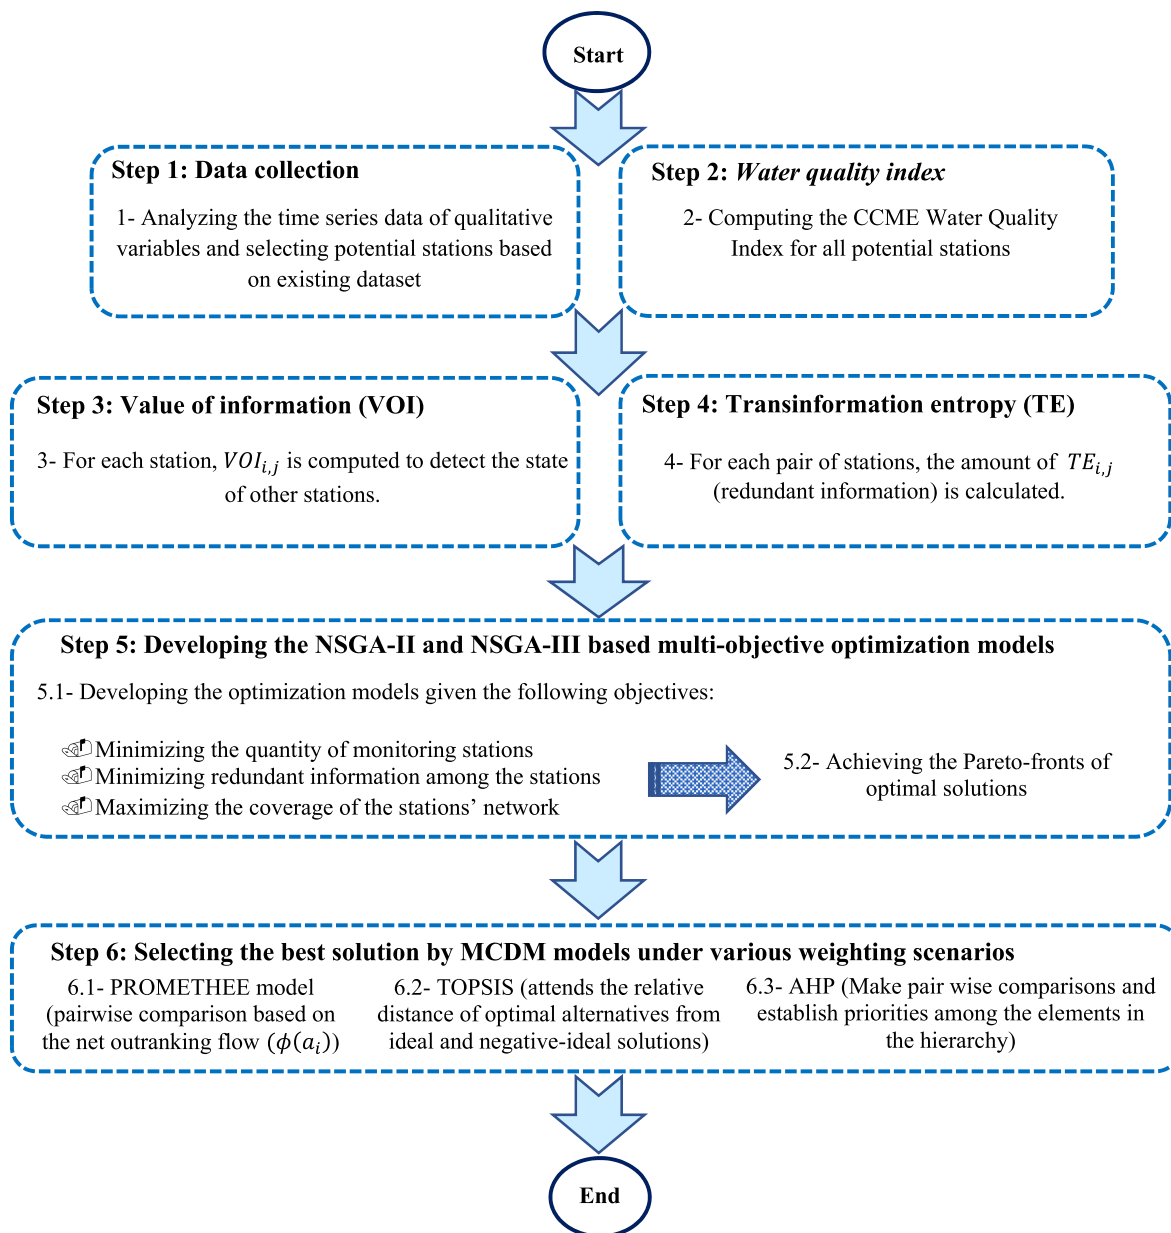 Start
Step 1: Data collection
1- Analyzing the time series data of qualitative
variables and selecting potential stations based
on existing dataset
Step 2: Water quality index
2- Computing the CCME Water Quality
Index for all potential stations
Step 3: Value of information (VOI)
3- For each station, VOI_{i,j} is computed to detect the state
of other stations.
Step 4: Transinformation entropy (TE)
4- For each pair of stations, the amount of TE_{i,j}
(redundant information) is calculated.
Step 5: Developing the NSGA-II and NSGA-III based multi-objective optimization models
5.1- Developing the optimization models given the following objectives:
Minimizing the quantity of monitoring stations
Minimizing redundant information among the stations
Maximizing the coverage of the stations’ network
5.2- Achieving the Pareto-fronts of
optimal solutions
Step 6: Selecting the best solution by MCDM models under various weighting scenarios
6.1- PROMETHEE model
(pairwise comparison based on
the net outranking flow (ϕ(a_i))
6.2- TOPSIS (attends the relative
distance of optimal alternatives from
ideal and negative-ideal solutions)
6.3- AHP (Make pair wise comparisons and
establish priorities among the elements in
the hierarchy)
End